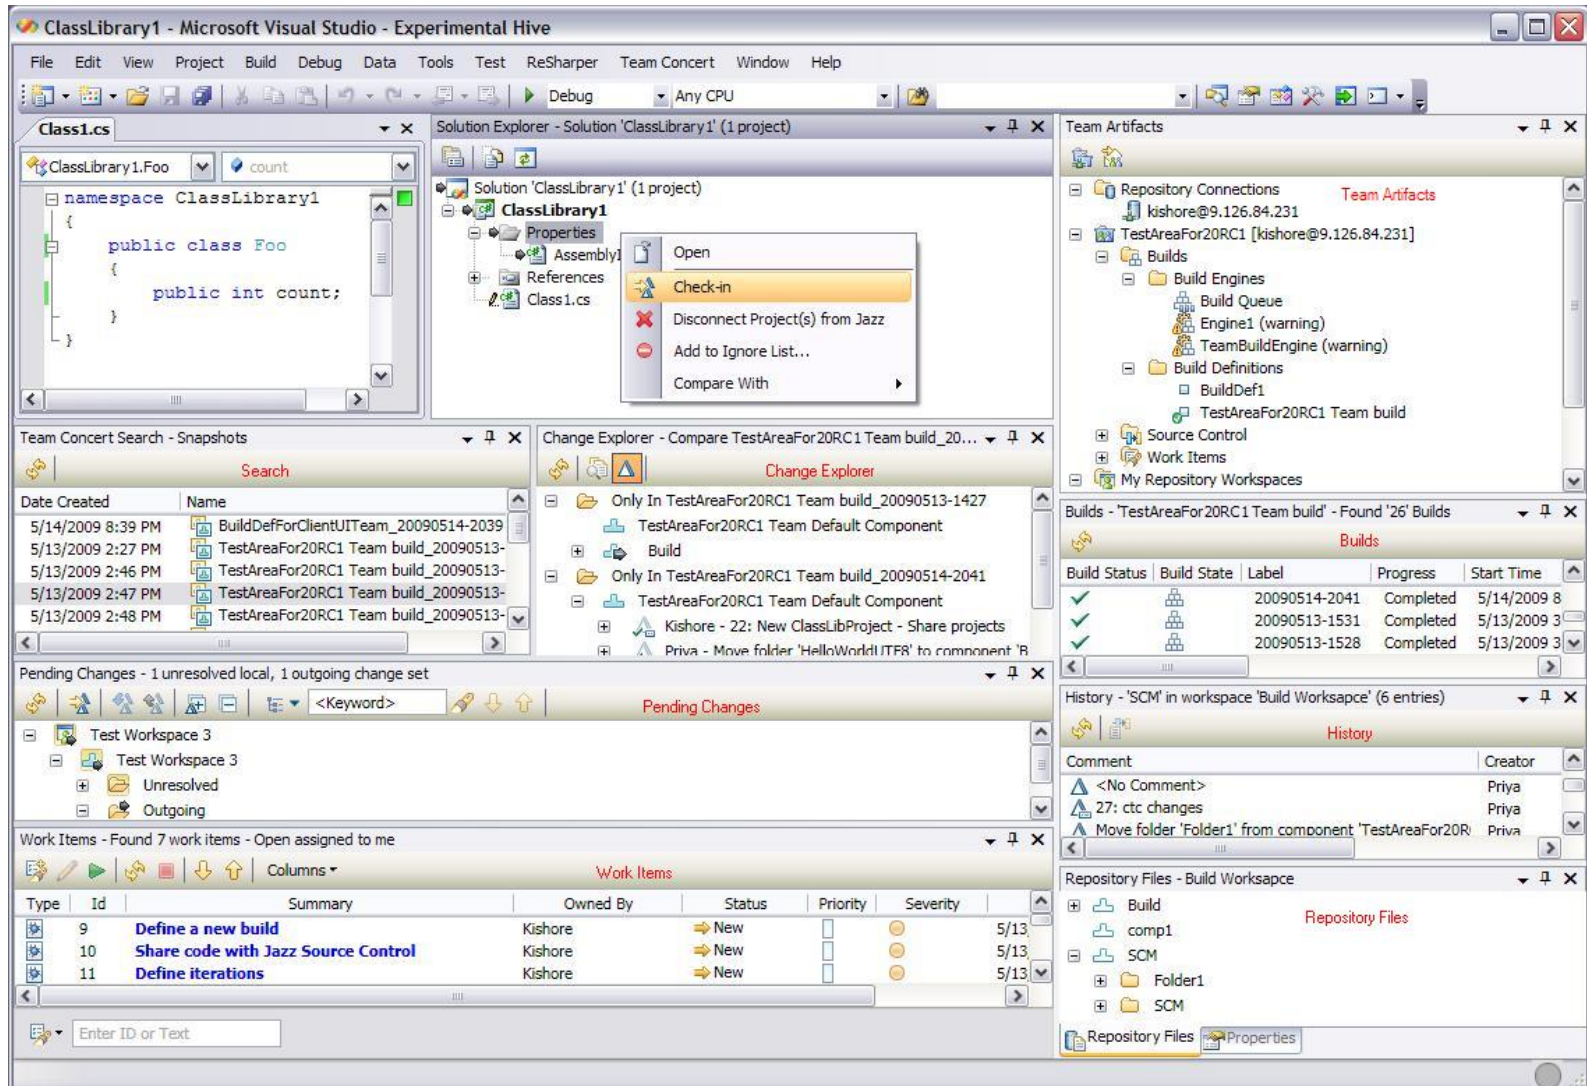 ClassLibrary1 - Microsoft Visual Studio - Experimental Hive
File Edit View Project Build Debug Data Tools Test ReSharper Team Concert Window Help
Debug Any CPU
Class1.cs
ClassLibrary1.Foo count
namespace ClassLibrary1
{
public class Foo
{
public int count;
}
}
Solution Explorer - Solution 'ClassLibrary1' (1 project)
Solution 'ClassLibrary1' (1 project)
ClassLibrary1
Properties
AssemblyI
References
Class1.cs
Open
Check-in
Disconnect Project(s) from Jazz
Add to Ignore List...
Compare With
Team Artifacts
Team Artifacts
Repository Connections
kishore@9.126.84.231
TestAreaFor20RC1 [kishore@9.126.84.231]
Builds
Build Engines
Build Queue
Engine1 (warning)
TeamBuildEngine (warning)
Build Definitions
BuildDef1
TestAreaFor20RC1 Team build
Source Control
Work Items
My Repository Workspaces
Team Concert Search - Snapshots
Search
Date Created Name
5/14/2009 8:39 PM BuildDefForClientUITeam_20090514-2039
5/13/2009 2:27 PM TestAreaFor20RC1 Team build_20090513-
5/13/2009 2:46 PM TestAreaFor20RC1 Team build_20090513-
5/13/2009 2:47 PM TestAreaFor20RC1 Team build_20090513-
5/13/2009 2:48 PM TestAreaFor20RC1 Team build_20090513-
Change Explorer - Compare TestAreaFor20RC1 Team build_20...
Change Explorer
Only In TestAreaFor20RC1 Team build_20090513-1427
TestAreaFor20RC1 Team Default Component
Build
Only In TestAreaFor20RC1 Team build_20090514-2041
TestAreaFor20RC1 Team Default Component
Kishore - 22: New ClassLibProject - Share projects
Priya - Move folder 'HelloWorldUTF8' to component 'B
Builds - 'TestAreaFor20RC1 Team build' - Found '26' Builds
Builds
Build Status Build State Label Progress Start Time
20090514-2041 Completed 5/14/2009 8
20090513-1531 Completed 5/13/2009 3
20090513-1528 Completed 5/13/2009 3
Pending Changes - 1 unresolved local, 1 outgoing change set
<Keyword> Pending Changes
Test Workspace 3
Test Workspace 3
Unresolved
Outgoing
History - 'SCM' in workspace 'Build Worksapce' (6 entries)
History
Comment Creator
<No Comment> Priya
27: ctc changes Priya
Move folder 'Folder1' from component 'TestAreaFor20R Priya
Work Items - Found 7 work items - Open assigned to me
Columns Work Items
Type Id Summary Owned By Status Priority Severity
9 Define a new build Kishore New 5/13
10 Share code with Jazz Source Control Kishore New 5/13
11 Define iterations Kishore New 5/13
Enter ID or Text
Repository Files - Build Worksapce
Repository Files
Build
comp1
SCM
Folder1
SCM
Repository Files Properties